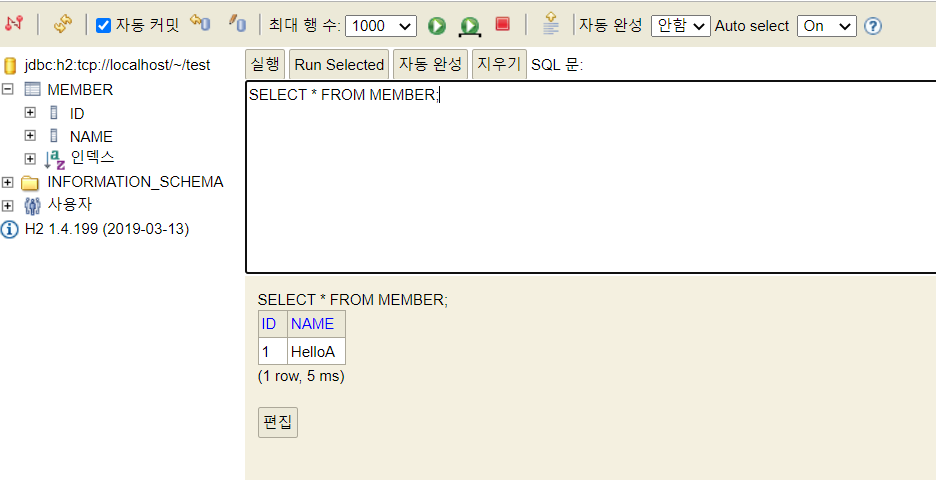 자동 커밋 최대 행 수: 1000 자동 완성 안함 Auto select On
jdbc:h2:tcp://localhost/~/test
MEMBER
ID
NAME
인덱스
INFORMATION_SCHEMA
사용자
H2 1.4.199 (2019-03-13)
실행 Run Selected 자동 완성 지우기 SQL 문:
SELECT * FROM MEMBER;
SELECT * FROM MEMBER;
ID NAME
1 HelloA
(1 row, 5 ms)
편집